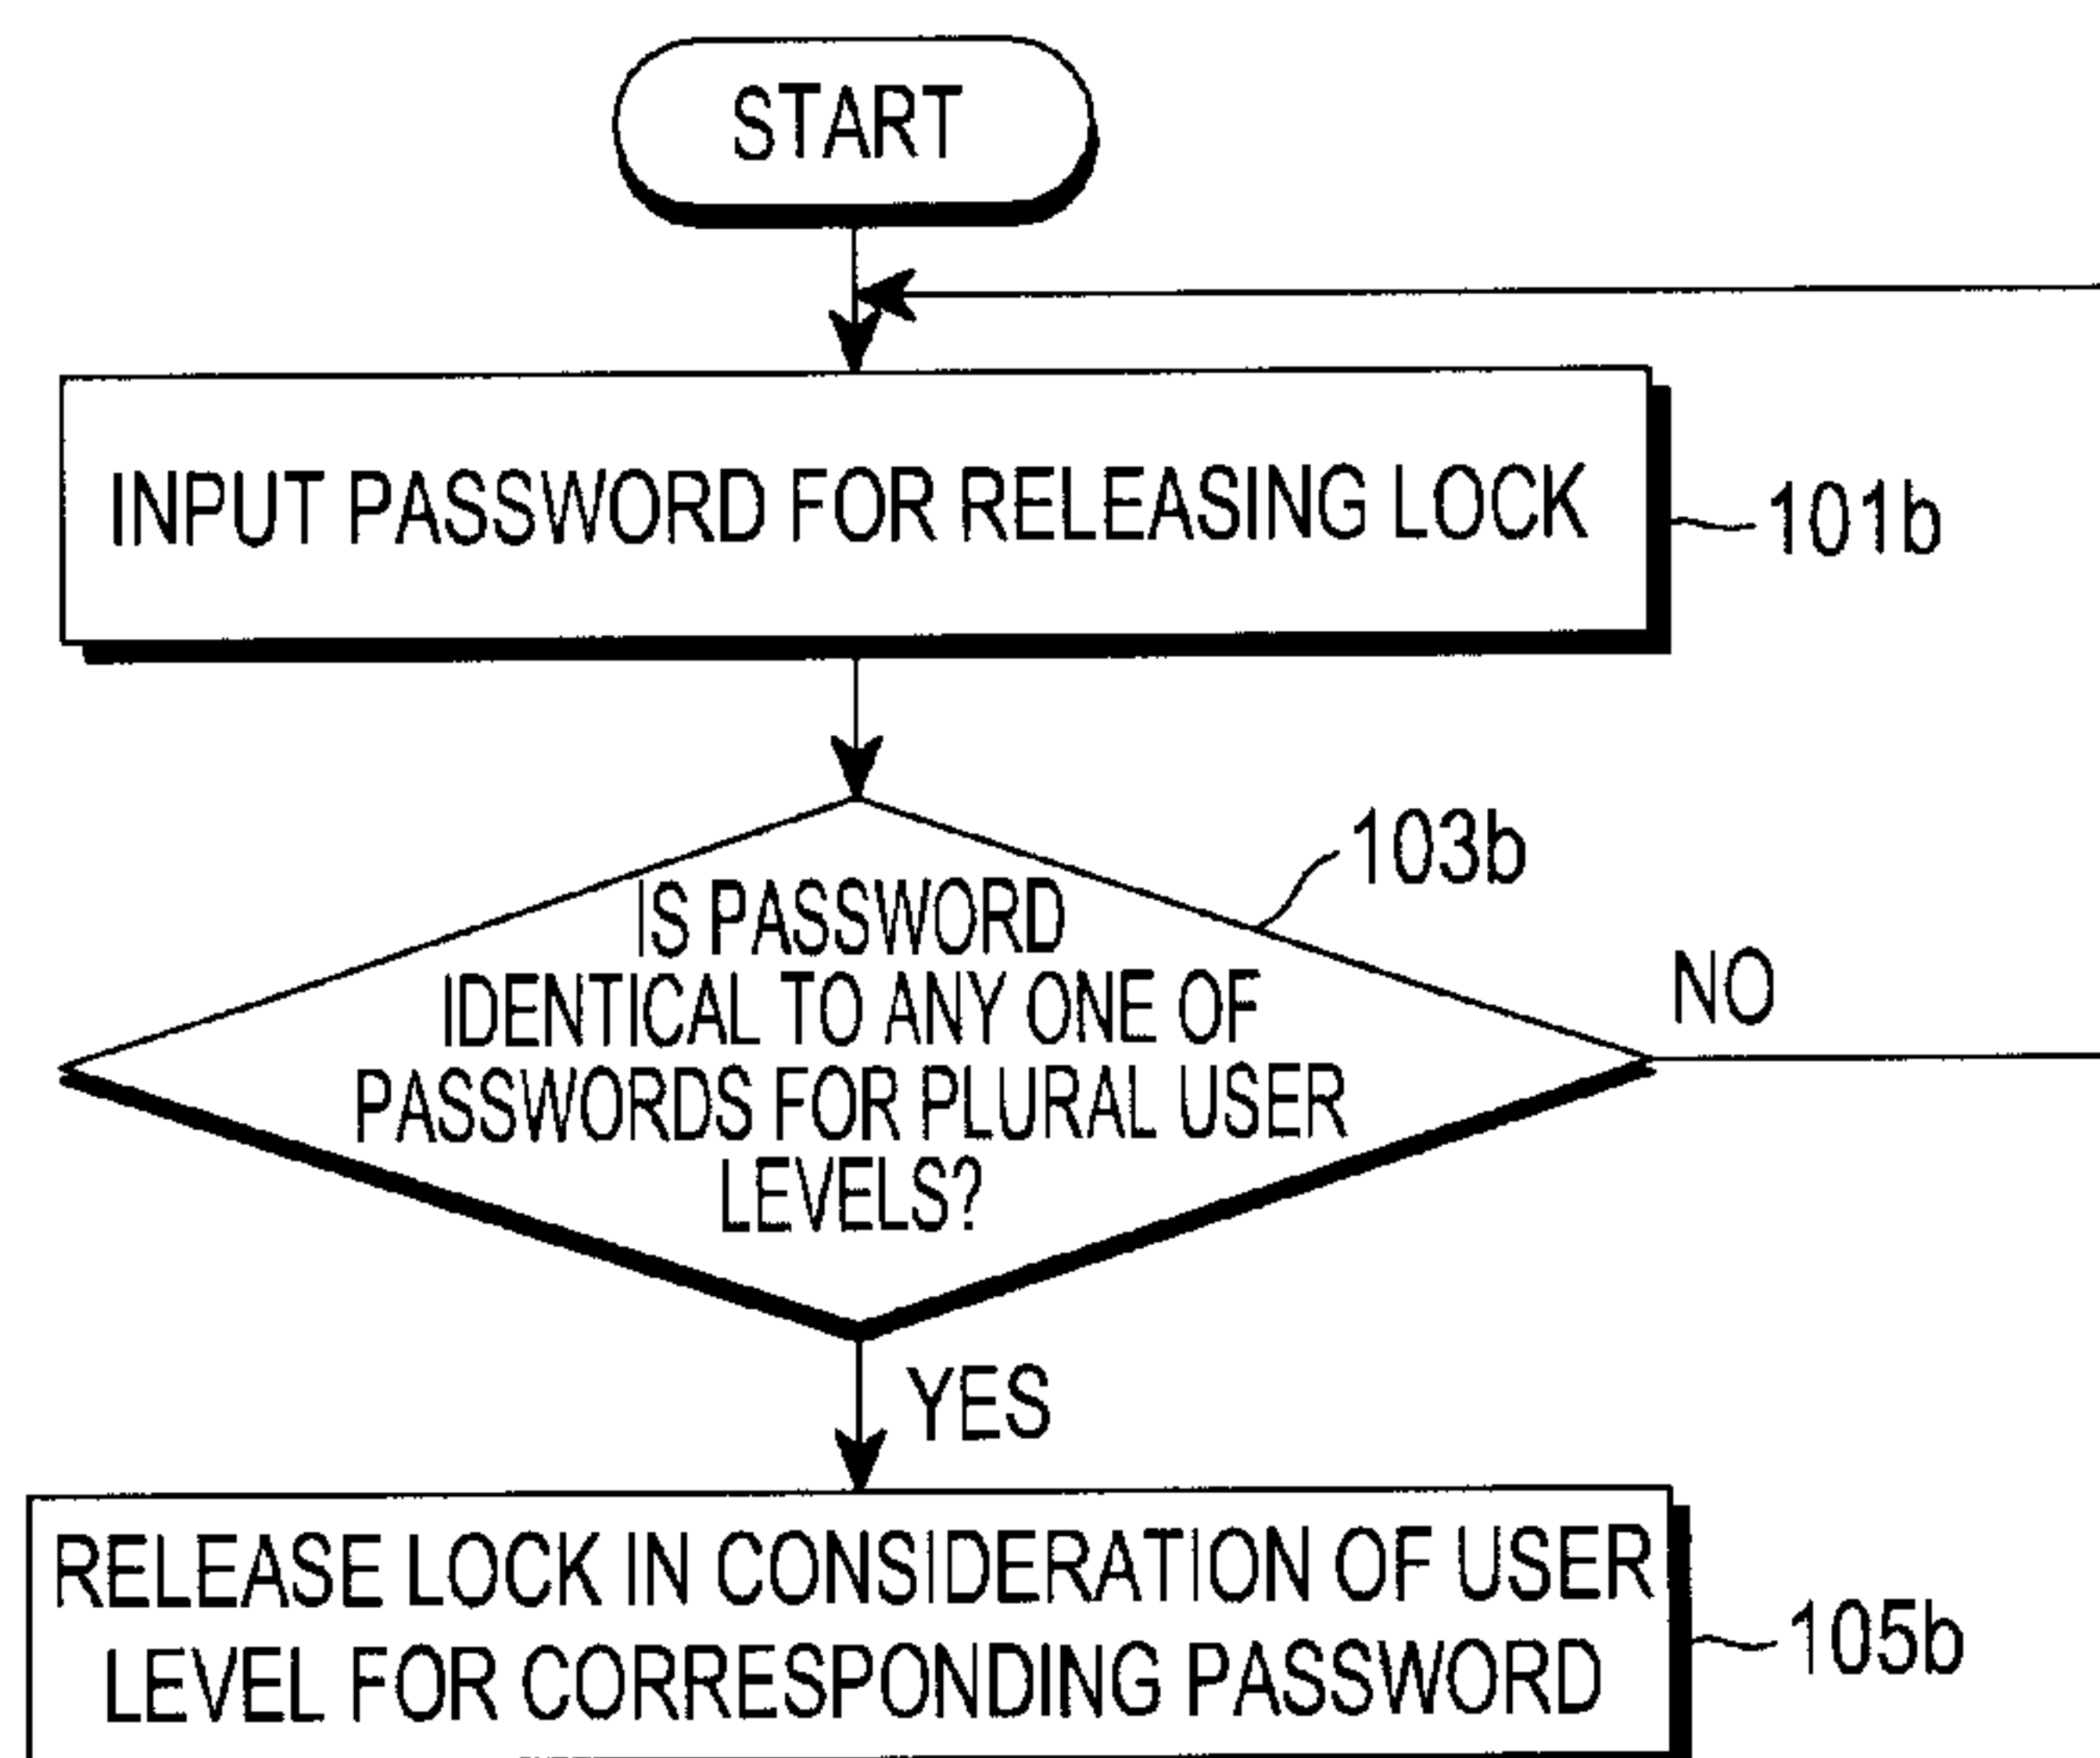 START
INPUT PASSWORD FOR RELEASING LOCK
101b
103b
IS PASSWORD
IDENTICAL TO ANY ONE OF
PASSWORDS FOR PLURAL USER
LEVELS?
NO
YES
RELEASE LOCK IN CONSIDERATION OF USER
LEVEL FOR CORRESPONDING PASSWORD
105b